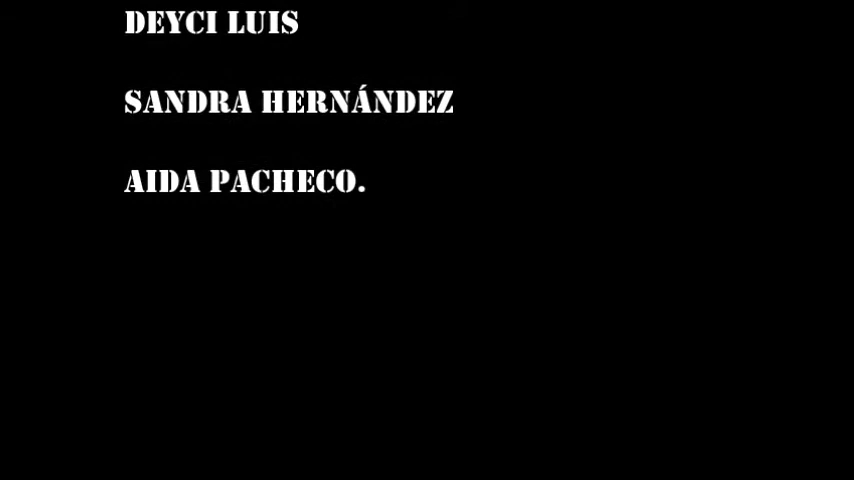 DEYCI LUIS
SANDRA HERNÁNDEZ
AIDA PACHECO.